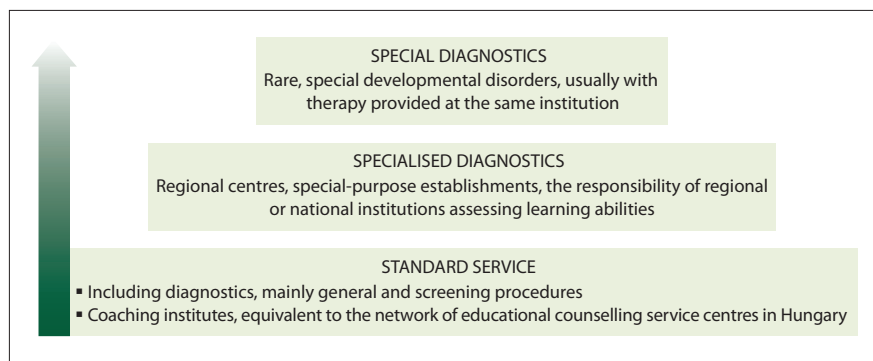 SPECIAL DIAGNOSTICS
Rare, special developmental disorders, usually with
therapy provided at the same institution
SPECIALISED DIAGNOSTICS
Regional centres, special-purpose establishments, the responsibility of regional
or national institutions assessing learning abilities
STANDARD SERVICE
▪ Including diagnostics, mainly general and screening procedures
▪ Coaching institutes, equivalent to the network of educational counselling service centres in Hungary